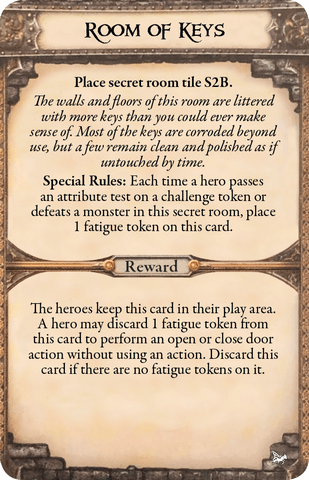 Room of Keys
Place secret room tile S2B.
The walls and floors of this room are littered
with more keys than you could ever make
sense of. Most of the keys are corroded beyond
use, but a few remain clean and polished as if
untouched by time.
Special Rules: Each time a hero passes
an attribute test on a challenge token or
defeats a monster in this secret room, place
1 fatigue token on this card.
Reward
The heroes keep this card in their play area.
A hero may discard 1 fatigue token from
this card to perform an open or close door
action without using an action. Discard this
card if there are no fatigue tokens on it.